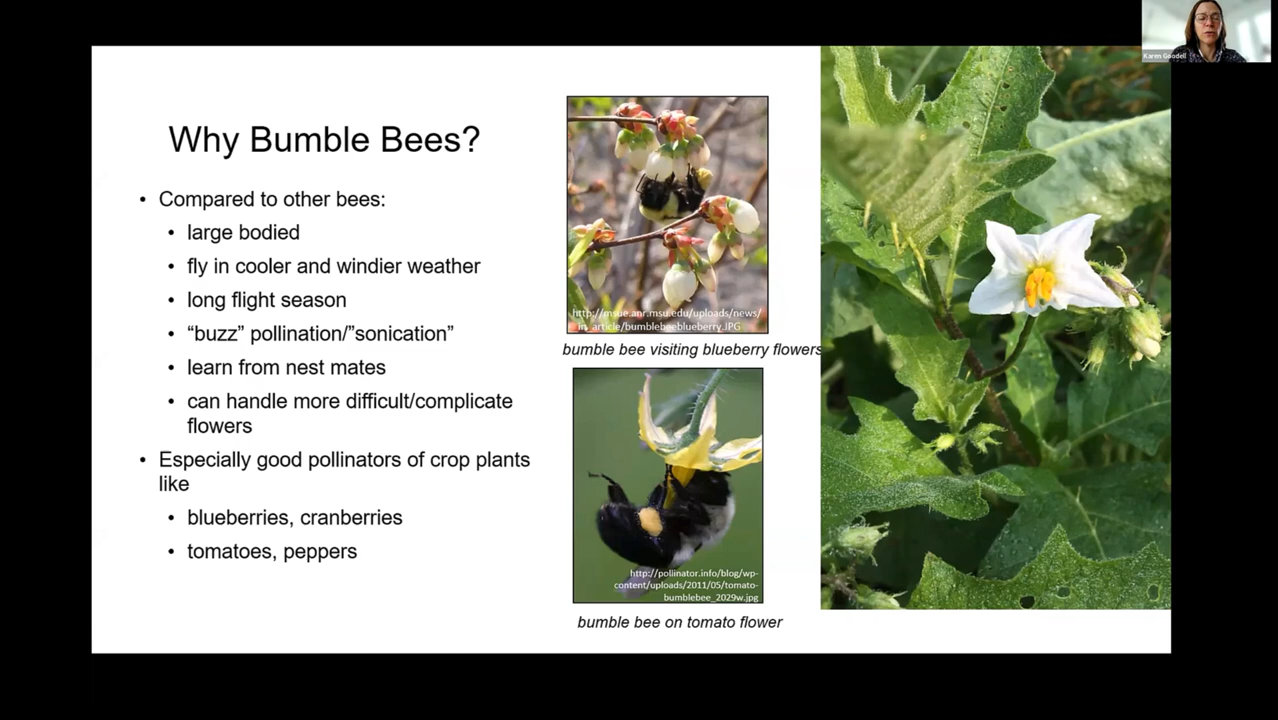 Karen Goodell
Why Bumble Bees?
• Compared to other bees:
• large bodied
• fly in cooler and windier weather
• long flight season
• “buzz” pollination/”sonication”
• learn from nest mates
• can handle more difficult/complicate
flowers
• Especially good pollinators of crop plants
like
• blueberries, cranberries
• tomatoes, peppers
http://msue.anr.msu.edu/uploads/news/
in_article/bumblebeeblueberry.JPG
bumble bee visiting blueberry flowers
http://pollinator.info/blog/wp-
content/uploads/2011/05/tomato-
bumblebee_2029w.jpg
bumble bee on tomato flower